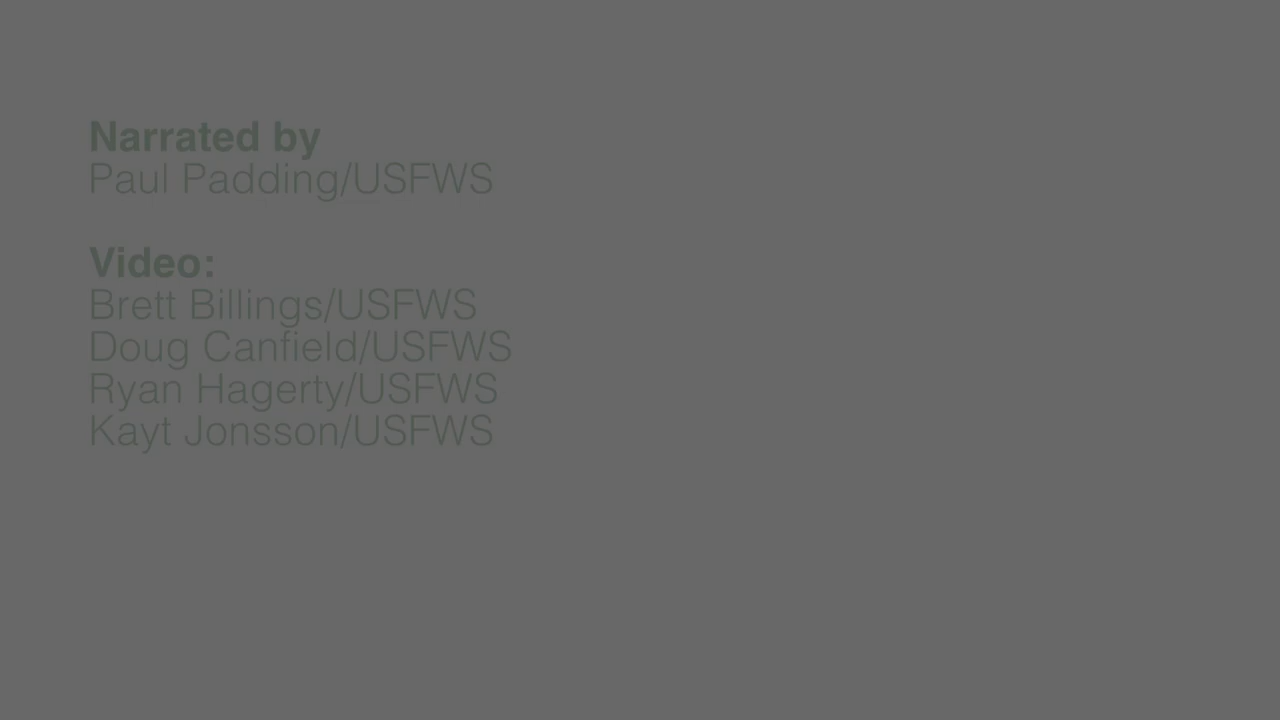 Narrated by
Paul Padding/USFWS
Video:
Brett Billings/USFWS
Doug Canfield/USFWS
Ryan Hagerty/USFWS
Kayt Jonsson/USFWS